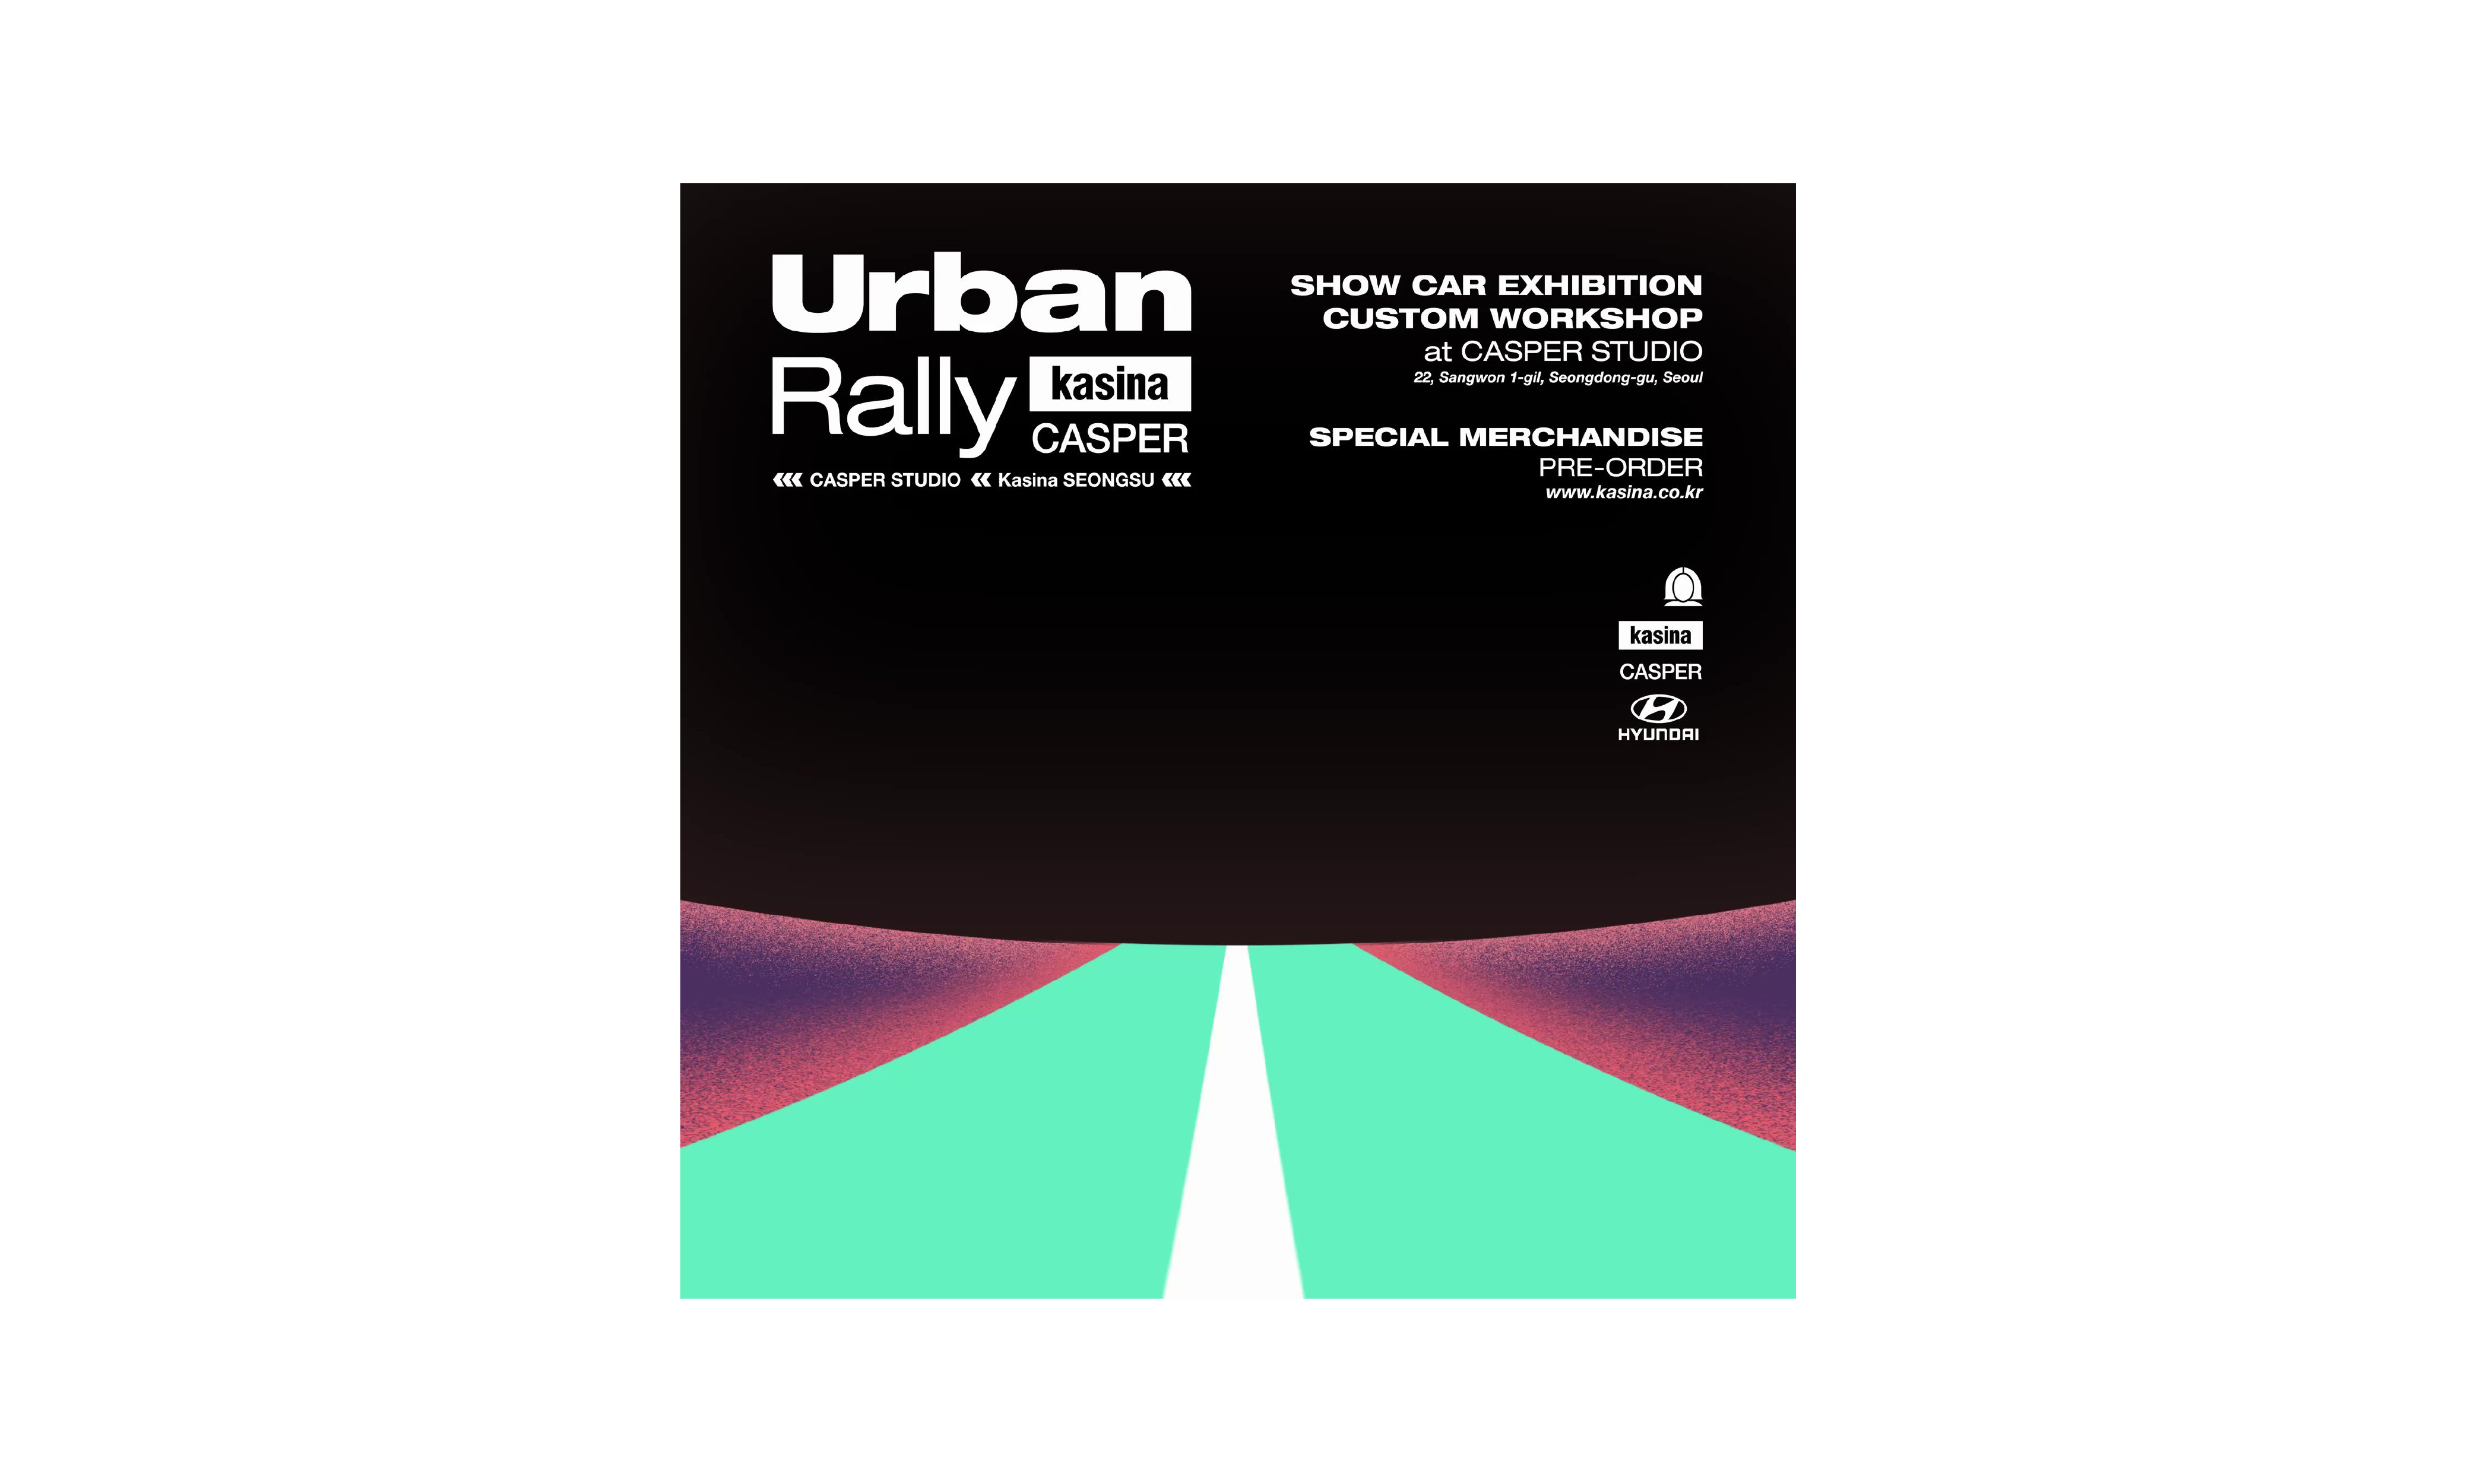 Urban
Rally
kasina
CASPER
CASPER STUDIO Kasina SEONGSU
SHOW CAR EXHIBITION
CUSTOM WORKSHOP
at CASPER STUDIO
22, Sangwon 1-gil, Seongdong-gu, Seoul
SPECIAL MERCHANDISE
PRE-ORDER
www.kasina.co.kr
kasina
CASPER
HYUNDAI